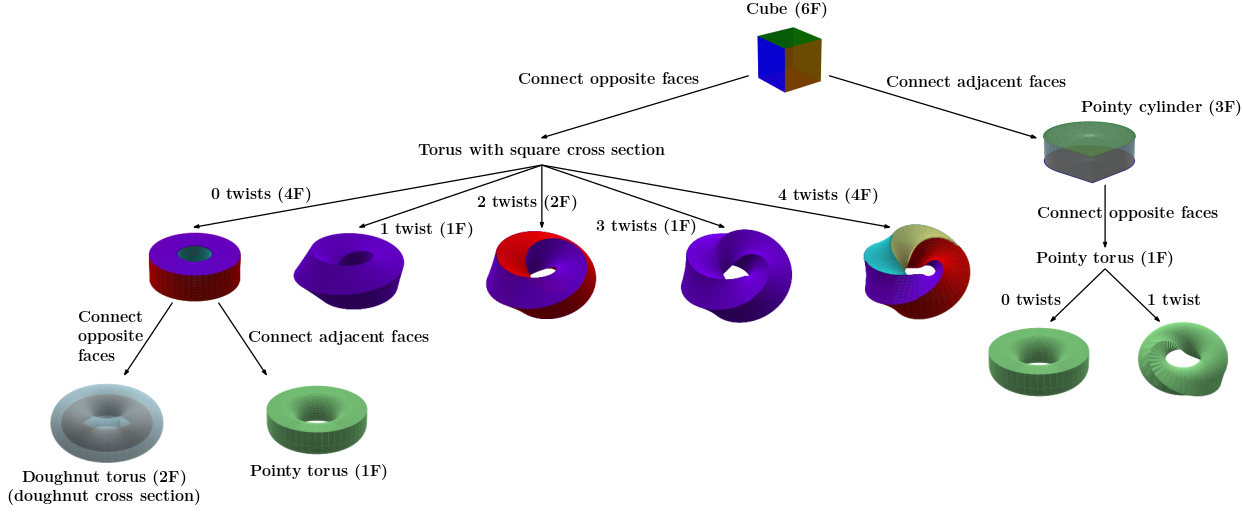 Cube (6F)
Connect opposite faces
Connect adjacent faces
Pointy cylinder (3F)
Torus with square cross section
0 twists (4F)
1 twist (1F)
2 twists (2F)
3 twists (1F)
4 twists (4F)
Connect opposite faces
Pointy torus (1F)
0 twists
1 twist
Connect
opposite
faces
Connect adjacent faces
Doughnut torus (2F)
(doughnut cross section)
Pointy torus (1F)